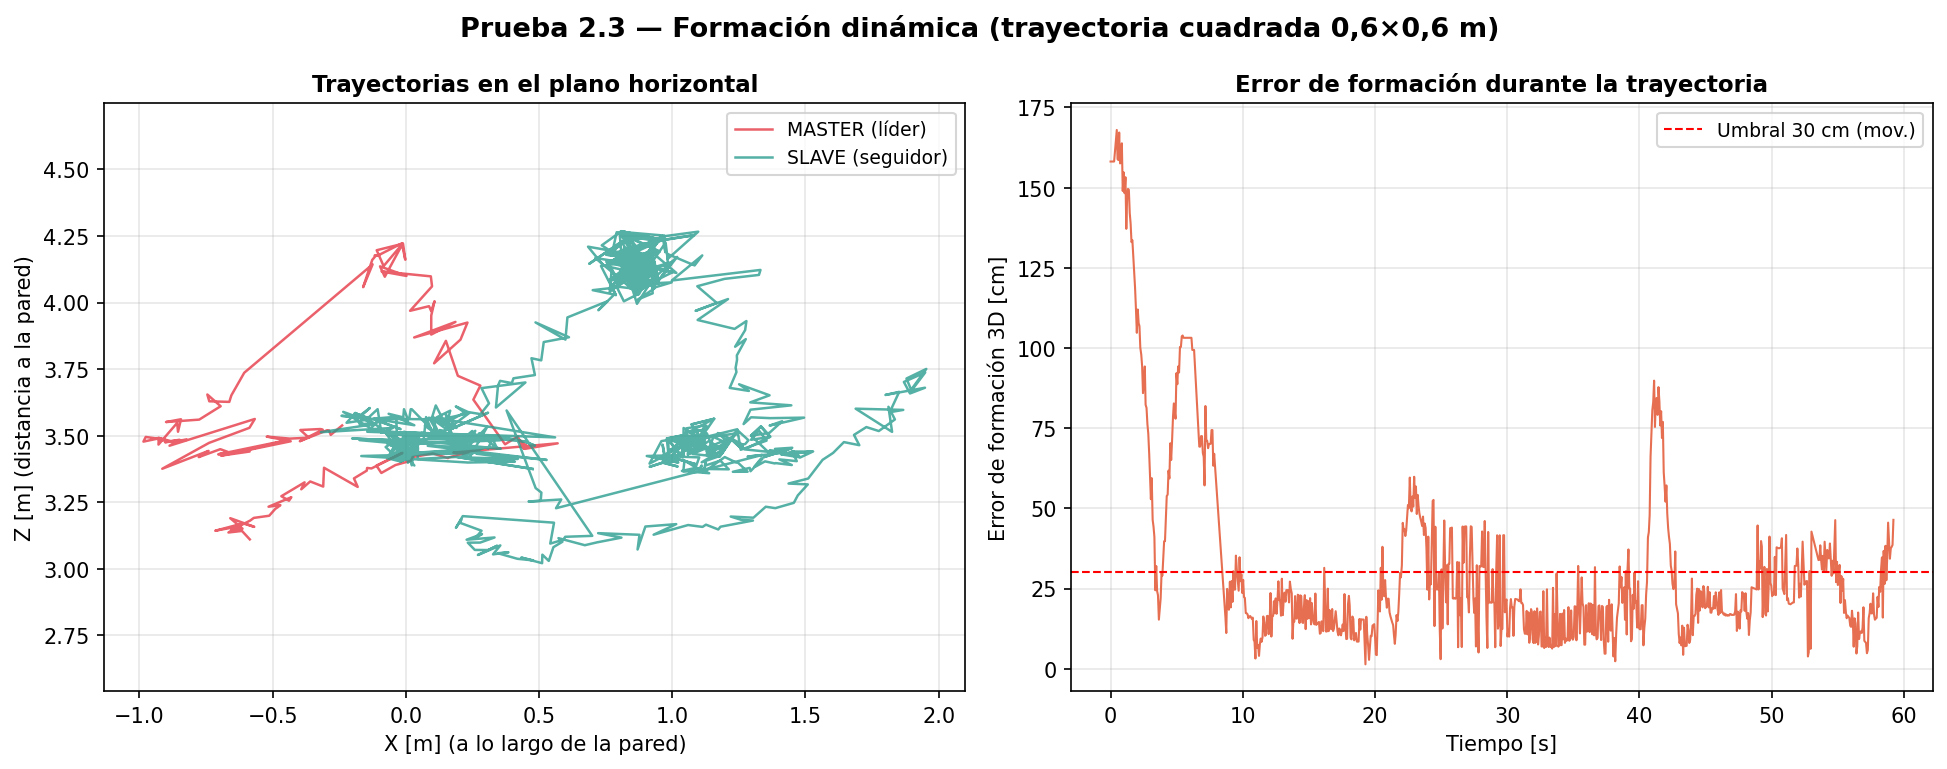 Prueba 2.3 — Formación dinámica (trayectoria cuadrada 0,6×0,6 m)
Trayectorias en el plano horizontal
MASTER (líder)
SLAVE (seguidor)
4.50
4.25
4.00
3.75
3.50
3.25
3.00
2.75
Z [m] (distancia a la pared)
−1.0 −0.5 0.0 0.5 1.0 1.5 2.0
X [m] (a lo largo de la pared)
Error de formación durante la trayectoria
Umbral 30 cm (mov.)
175
150
125
100
75
50
25
0
Error de formación 3D [cm]
0 10 20 30 40 50 60
Tiempo [s]